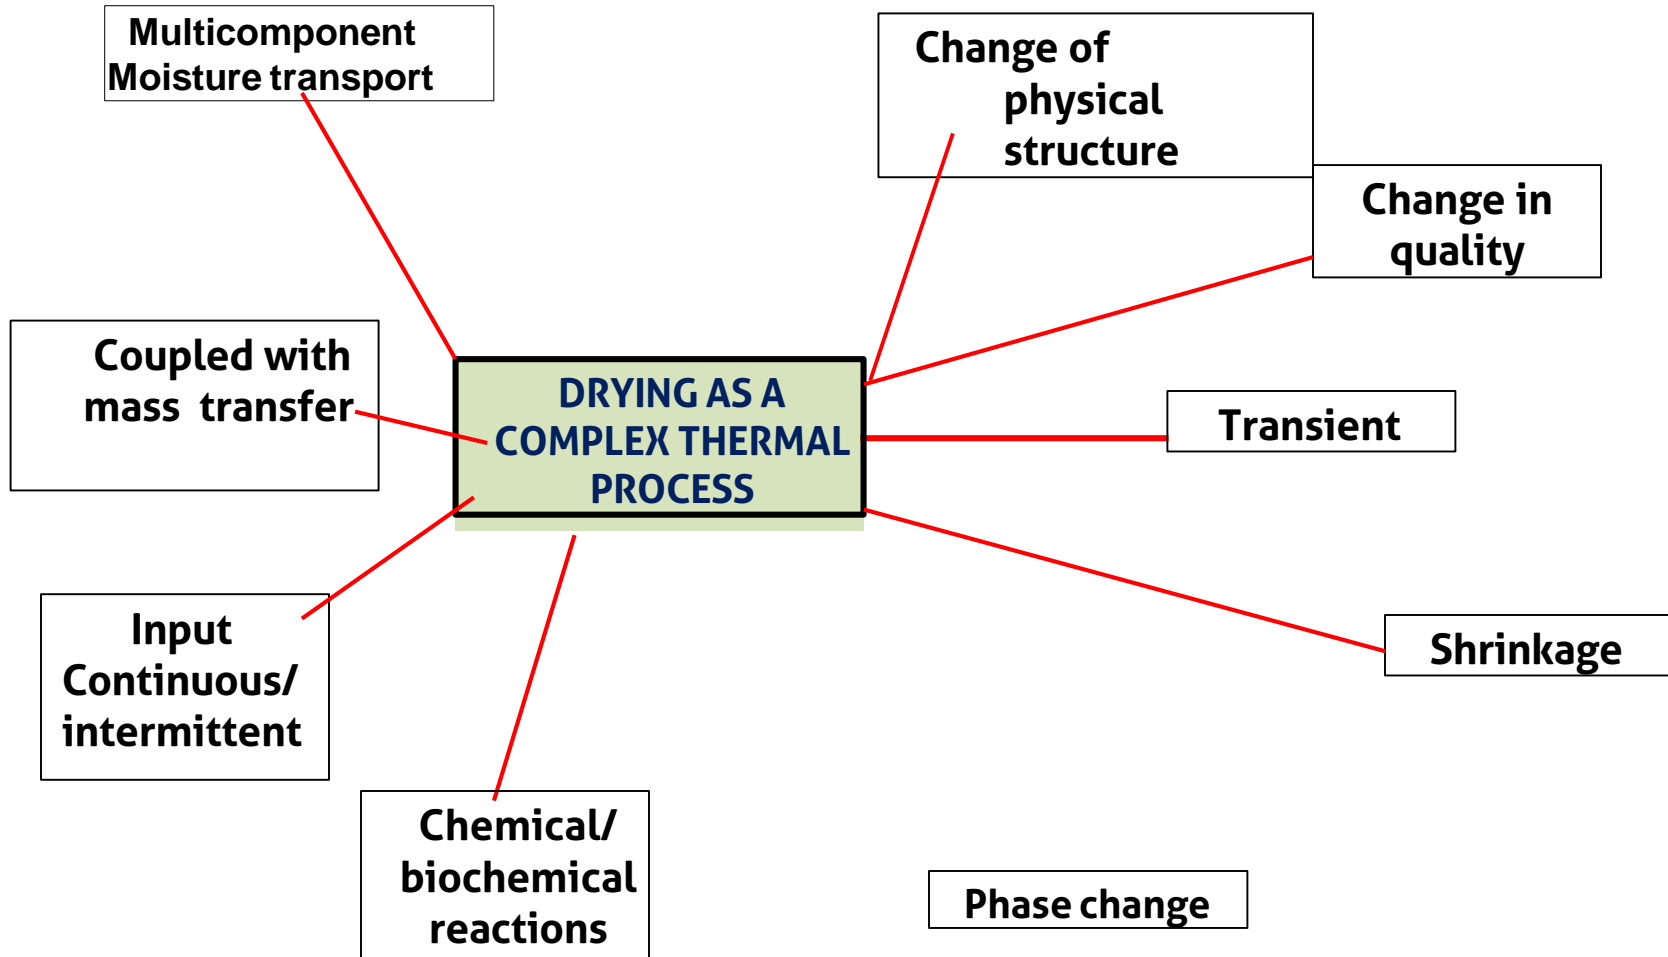 Multicomponent
Moisture transport
Change of
physical
structure
Change in
quality
Coupled with
mass transfer
DRYING AS A
COMPLEX THERMAL
PROCESS
Transient
Input
Continuous/
intermittent
Shrinkage
Chemical/
biochemical
reactions
Phase change